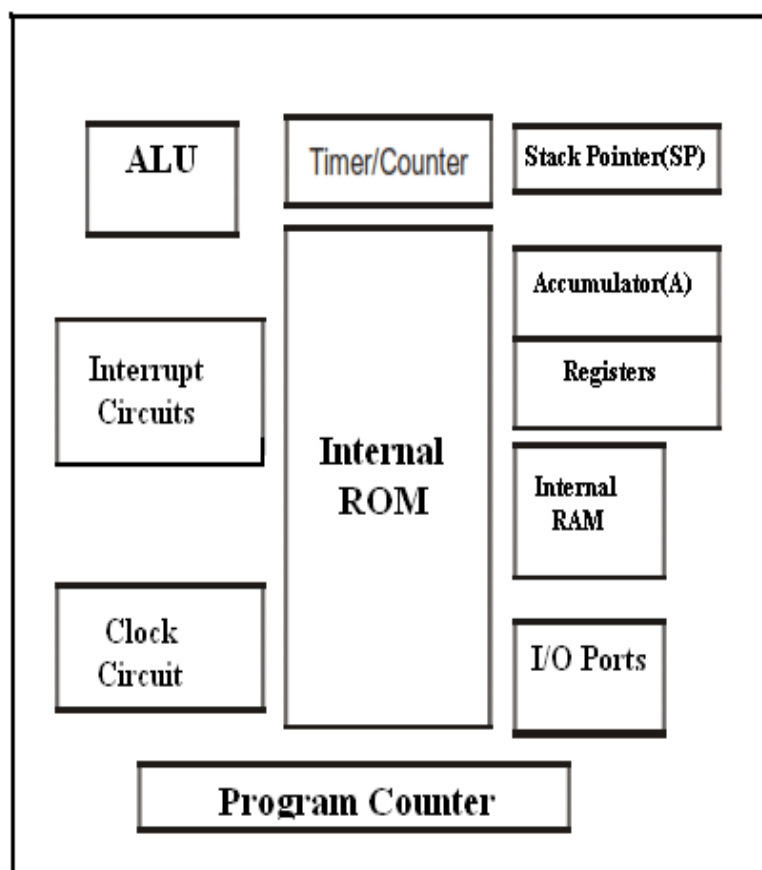 ALU
Timer/Counter
Stack Pointer(SP)
Accumulator(A)
Registers
Interrupt
Circuits
Internal
ROM
Internal
RAM
Clock
Circuit
I/O Ports
Program Counter